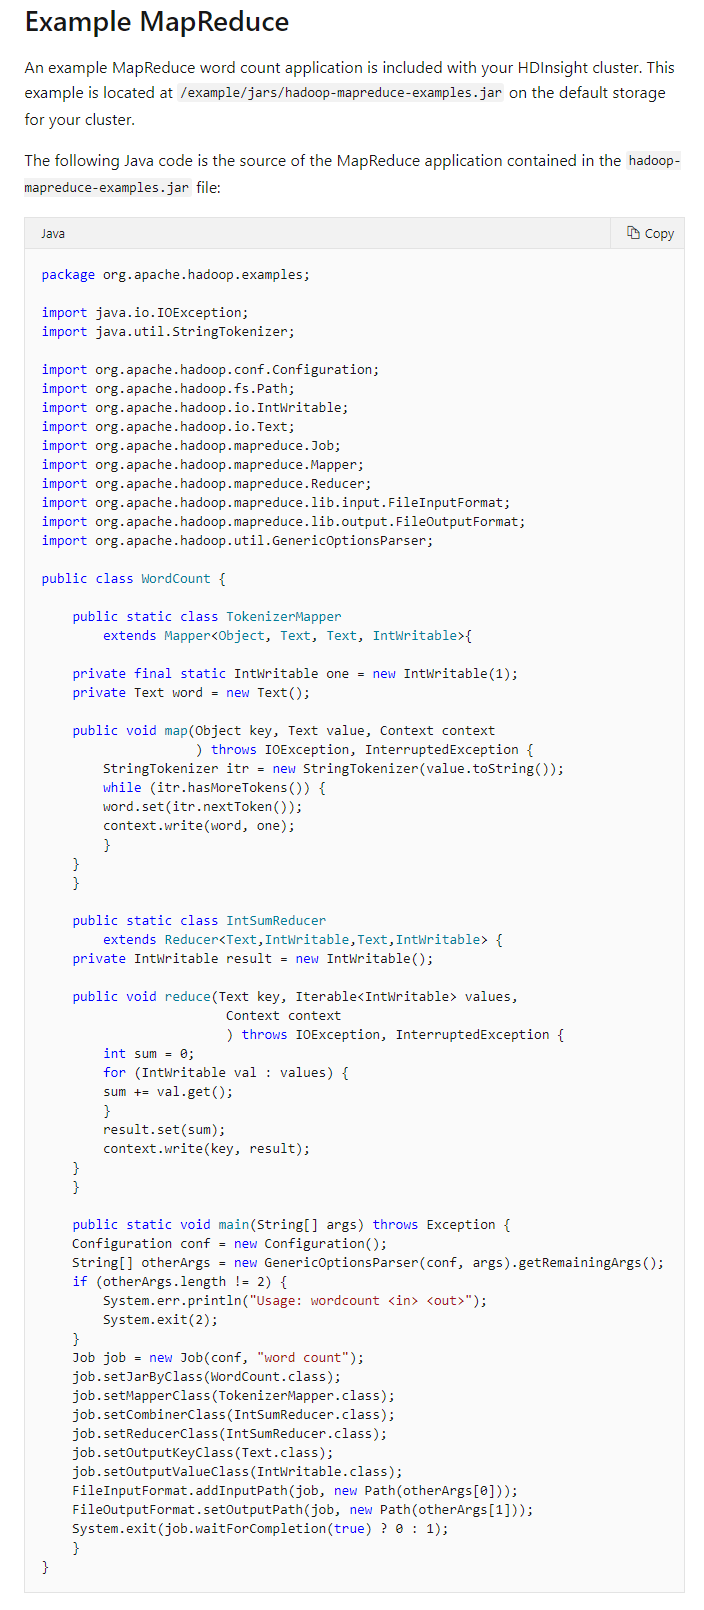 Example MapReduce
An example MapReduce word count application is included with your HDInsight cluster. This
example is located at /example/jars/hadoop-mapreduce-examples.jar on the default storage
for your cluster.
The following Java code is the source of the MapReduce application contained in the hadoop-
mapreduce-examples.jar file:
Java Copy
package org.apache.hadoop.examples;
import java.io.IOException;
import java.util.StringTokenizer;
import org.apache.hadoop.conf.Configuration;
import org.apache.hadoop.fs.Path;
import org.apache.hadoop.io.IntWritable;
import org.apache.hadoop.io.Text;
import org.apache.hadoop.mapreduce.Job;
import org.apache.hadoop.mapreduce.Mapper;
import org.apache.hadoop.mapreduce.Reducer;
import org.apache.hadoop.mapreduce.lib.input.FileInputFormat;
import org.apache.hadoop.mapreduce.lib.output.FileOutputFormat;
import org.apache.hadoop.util.GenericOptionsParser;
public class WordCount {
    public static class TokenizerMapper
        extends Mapper<Object, Text, Text, IntWritable>{
    private final static IntWritable one = new IntWritable(1);
    private Text word = new Text();
    public void map(Object key, Text value, Context context
                    ) throws IOException, InterruptedException {
        StringTokenizer itr = new StringTokenizer(value.toString());
        while (itr.hasMoreTokens()) {
        word.set(itr.nextToken());
        context.write(word, one);
        }
    }
    }
    public static class IntSumReducer
        extends Reducer<Text,IntWritable,Text,IntWritable> {
    private IntWritable result = new IntWritable();
    public void reduce(Text key, Iterable<IntWritable> values,
                        Context context
                        ) throws IOException, InterruptedException {
        int sum = 0;
        for (IntWritable val : values) {
        sum += val.get();
        }
        result.set(sum);
        context.write(key, result);
    }
    }
    public static void main(String[] args) throws Exception {
    Configuration conf = new Configuration();
    String[] otherArgs = new GenericOptionsParser(conf, args).getRemainingArgs();
    if (otherArgs.length != 2) {
        System.err.println("Usage: wordcount <in> <out>");
        System.exit(2);
    }
    Job job = new Job(conf, "word count");
    job.setJarByClass(WordCount.class);
    job.setMapperClass(TokenizerMapper.class);
    job.setCombinerClass(IntSumReducer.class);
    job.setReducerClass(IntSumReducer.class);
    job.setOutputKeyClass(Text.class);
    job.setOutputValueClass(IntWritable.class);
    FileInputFormat.addInputPath(job, new Path(otherArgs[0]));
    FileOutputFormat.setOutputPath(job, new Path(otherArgs[1]));
    System.exit(job.waitForCompletion(true) ? 0 : 1);
    }
}